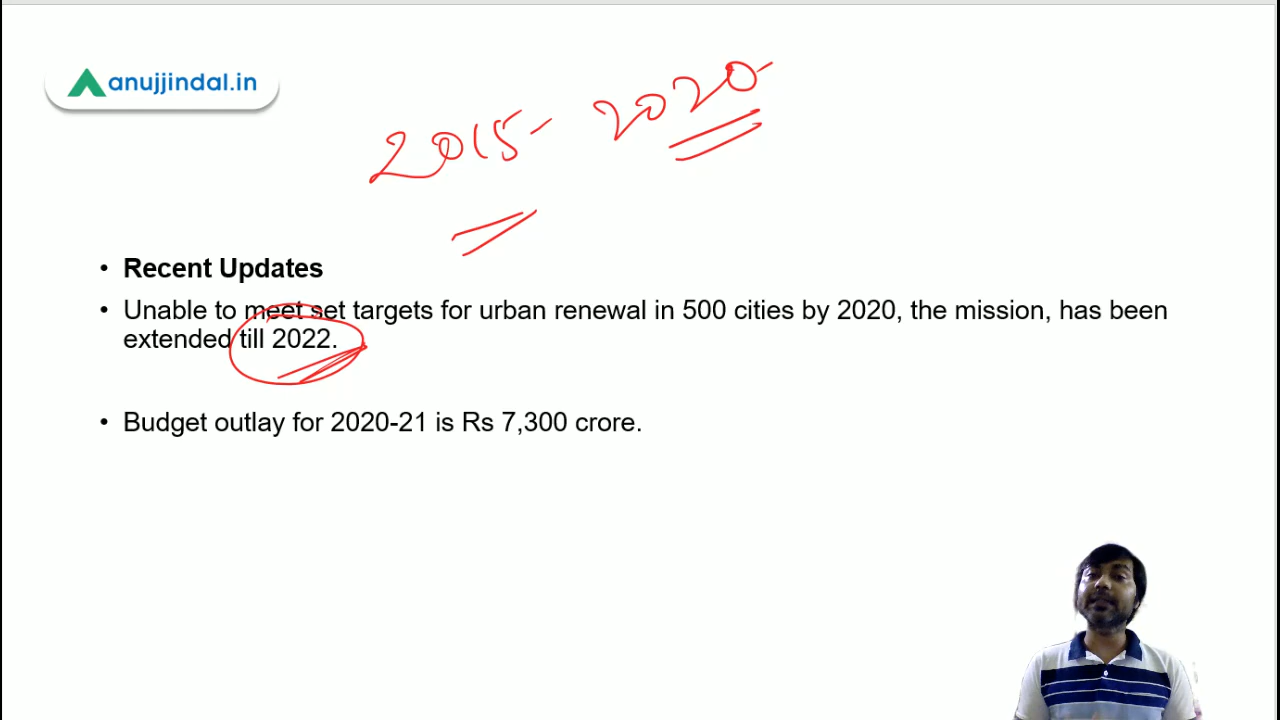 anujjindal.in
2015- 2020-
• Recent Updates
• Unable to meet set targets for urban renewal in 500 cities by 2020, the mission, has been
extended till 2022.
• Budget outlay for 2020-21 is Rs 7,300 crore.